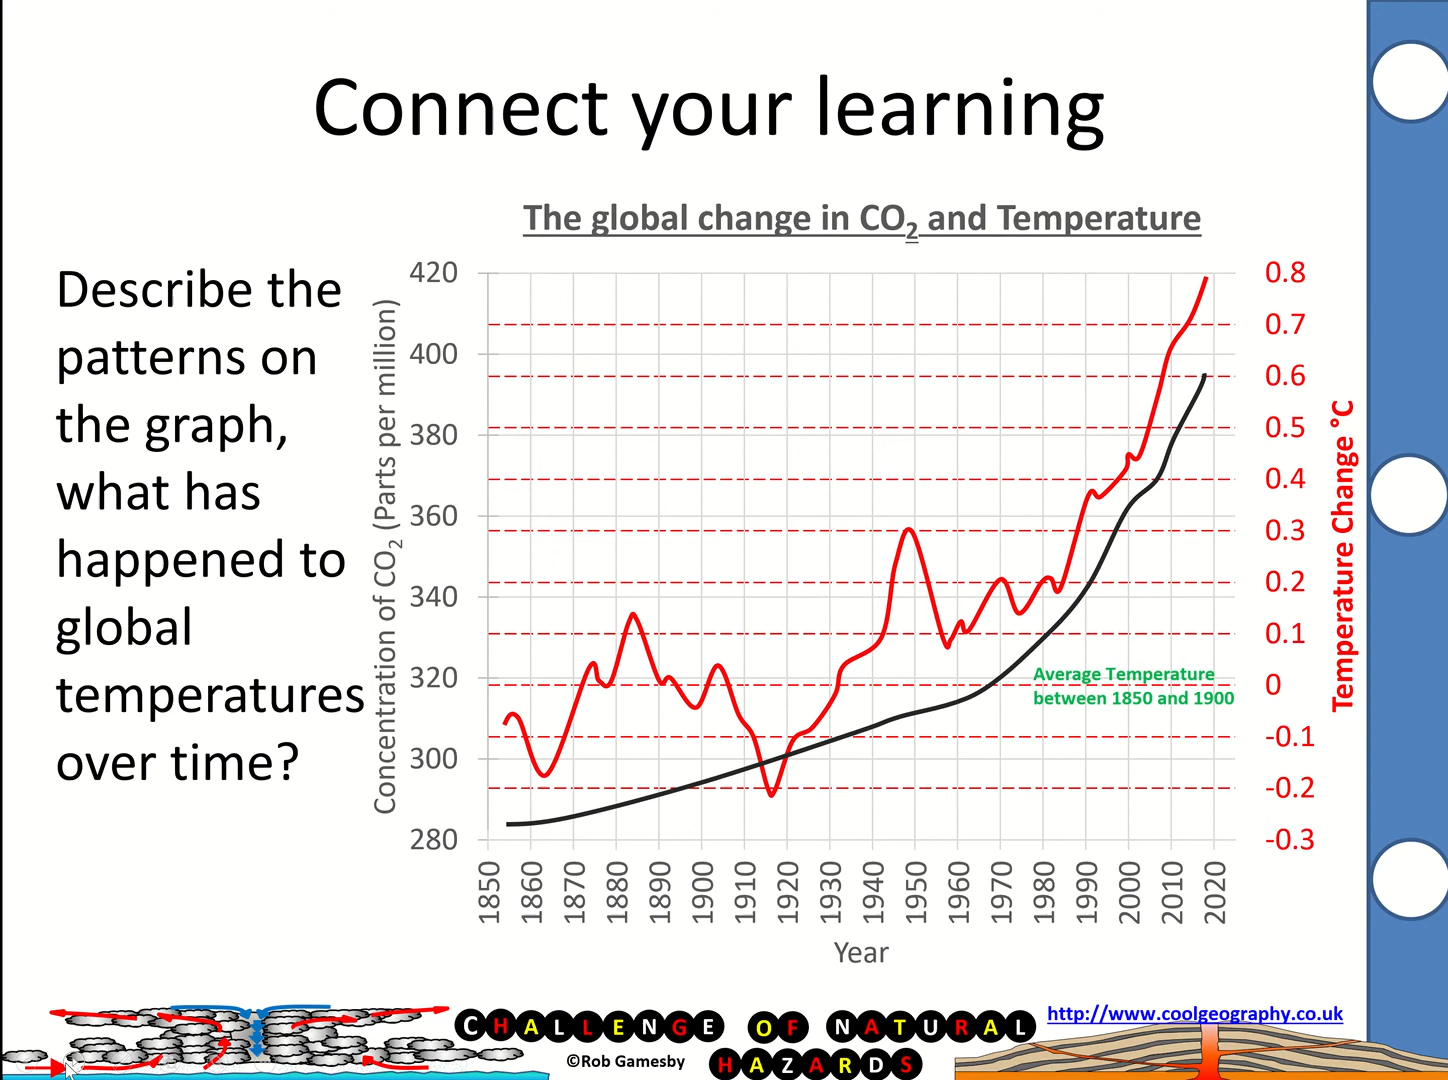 Connect your learning
The global change in CO₂ and Temperature
Describe the
patterns on
the graph,
what has
happened to
global
temperatures
over time?
Concentration of CO₂ (Parts per million)
420
400
380
360
340
320
300
280
0.8
0.7
0.6
0.5
0.4
0.3
0.2
0.1
0
-0.1
-0.2
-0.3
Temperature Change °C
Average Temperature
between 1850 and 1900
1850 1860 1870 1880 1890 1900 1910 1920 1930 1940 1950 1960 1970 1980 1990 2000 2010 2020
Year
CHALLENGE OF NATURAL
HAZARDS
©Rob Gamesby
http://www.coolgeography.co.uk